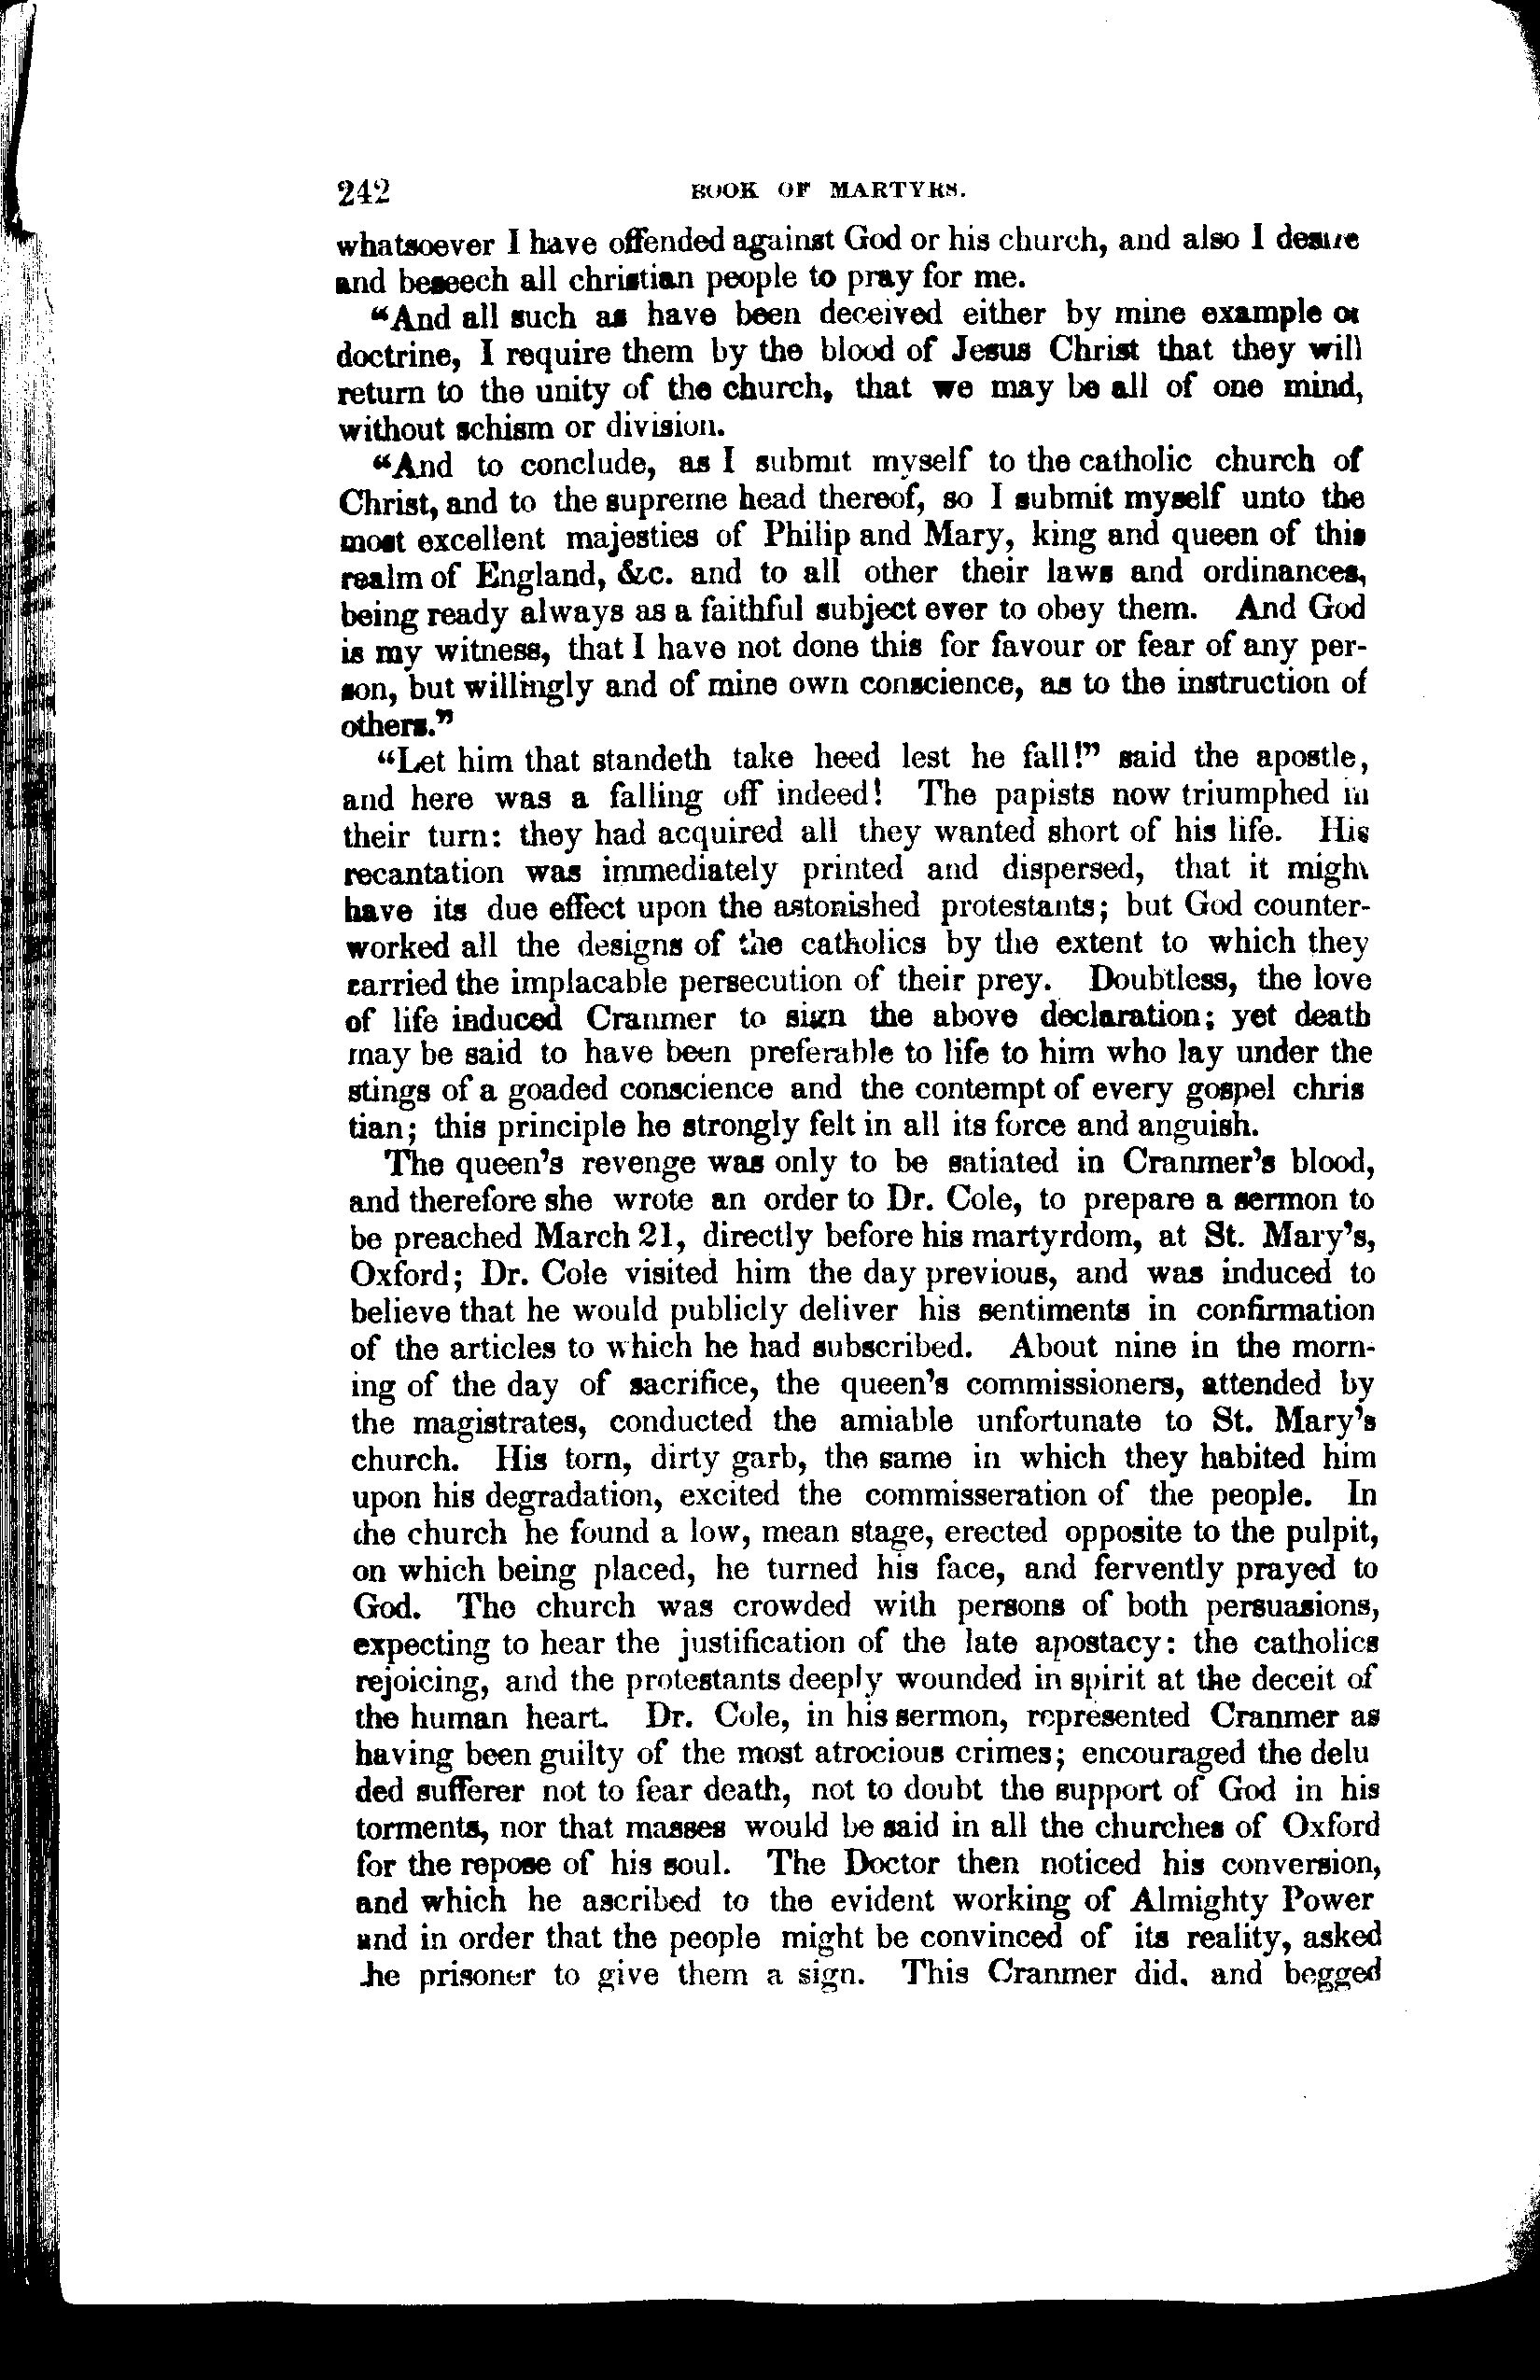 242 BOOK OF MARTYRS.
whatsoever I have offended against God or his church, and also I desire
and beseech all christian people to pray for me.
“And all such as have been deceived either by mine example or
doctrine, I require them by the blood of Jesus Christ that they will
return to the unity of the church, that we may be all of one mind,
without schism or division.
“And to conclude, as I submit myself to the catholic church of
Christ, and to the supreme head thereof, so I submit myself unto the
most excellent majesties of Philip and Mary, king and queen of this
realm of England, &c. and to all other their laws and ordinances,
being ready always as a faithful subject ever to obey them. And God
is my witness, that I have not done this for favour or fear of any per-
son, but willingly and of mine own conscience, as to the instruction of
others.”
“Let him that standeth take heed lest he fall!” said the apostle,
and here was a falling off indeed! The papists now triumphed in
their turn: they had acquired all they wanted short of his life. His
recantation was immediately printed and dispersed, that it might
have its due effect upon the astonished protestants; but God counter-
worked all the designs of the catholics by the extent to which they
carried the implacable persecution of their prey. Doubtless, the love
of life induced Cranmer to sign the above declaration; yet death
may be said to have been preferable to life to him who lay under the
stings of a goaded conscience and the contempt of every gospel chris
tian; this principle he strongly felt in all its force and anguish.
The queen’s revenge was only to be satiated in Cranmer’s blood,
and therefore she wrote an order to Dr. Cole, to prepare a sermon to
be preached March 21, directly before his martyrdom, at St. Mary’s,
Oxford; Dr. Cole visited him the day previous, and was induced to
believe that he would publicly deliver his sentiments in confirmation
of the articles to which he had subscribed. About nine in the morn-
ing of the day of sacrifice, the queen’s commissioners, attended by
the magistrates, conducted the amiable unfortunate to St. Mary’s
church. His torn, dirty garb, the same in which they habited him
upon his degradation, excited the commisseration of the people. In
the church he found a low, mean stage, erected opposite to the pulpit,
on which being placed, he turned his face, and fervently prayed to
God. The church was crowded with persons of both persuasions,
expecting to hear the justification of the late apostacy: the catholics
rejoicing, and the protestants deeply wounded in spirit at the deceit of
the human heart. Dr. Cole, in his sermon, represented Cranmer as
having been guilty of the most atrocious crimes; encouraged the delu
ded sufferer not to fear death, not to doubt the support of God in his
torments, nor that masses would be said in all the churches of Oxford
for the repose of his soul. The Doctor then noticed his conversion,
and which he ascribed to the evident working of Almighty Power
and in order that the people might be convinced of its reality, asked
the prisoner to give them a sign. This Cranmer did, and begged